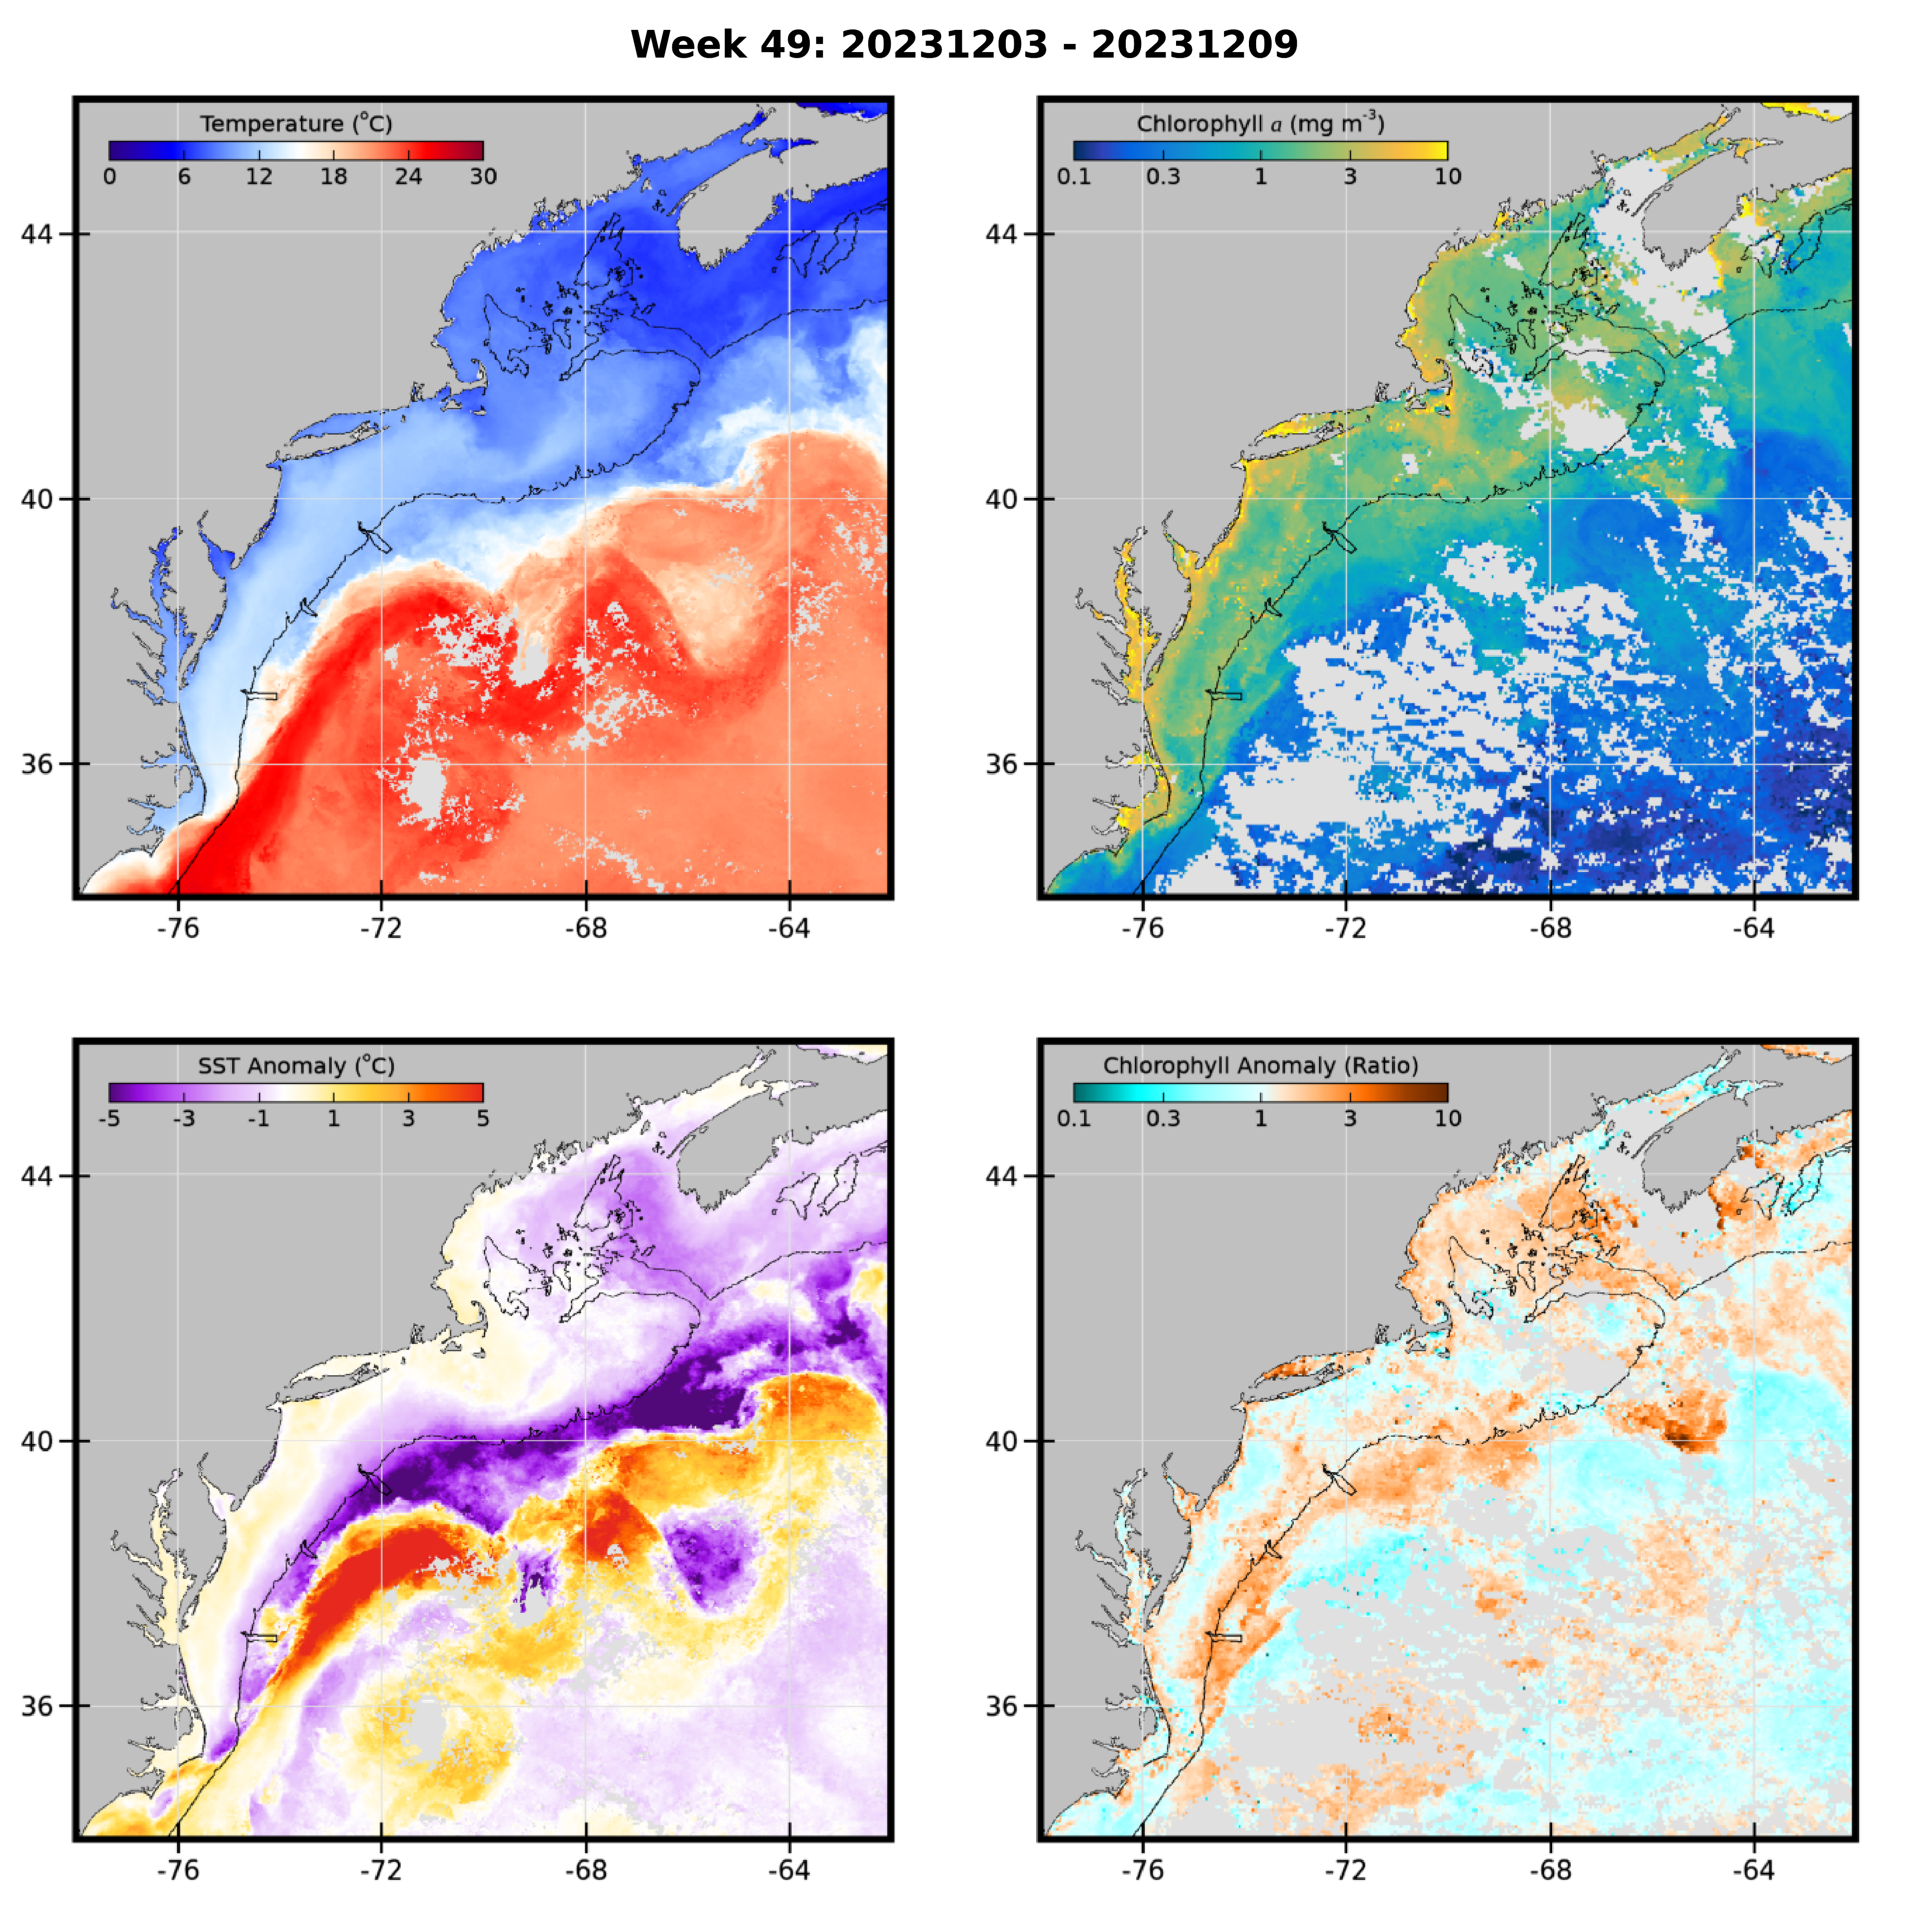 Week 49: 20231203 - 20231209
Temperature (°C)
0 6 12 18 24 30
44
40
36
-76 -72 -68 -64
Chlorophyll a (mg m⁻³)
0.1 0.3 1 3 10
44
40
36
-76 -72 -68 -64
SST Anomaly (°C)
-5 -3 -1 1 3 5
44
40
36
-76 -72 -68 -64
Chlorophyll Anomaly (Ratio)
0.1 0.3 1 3 10
44
40
36
-76 -72 -68 -64